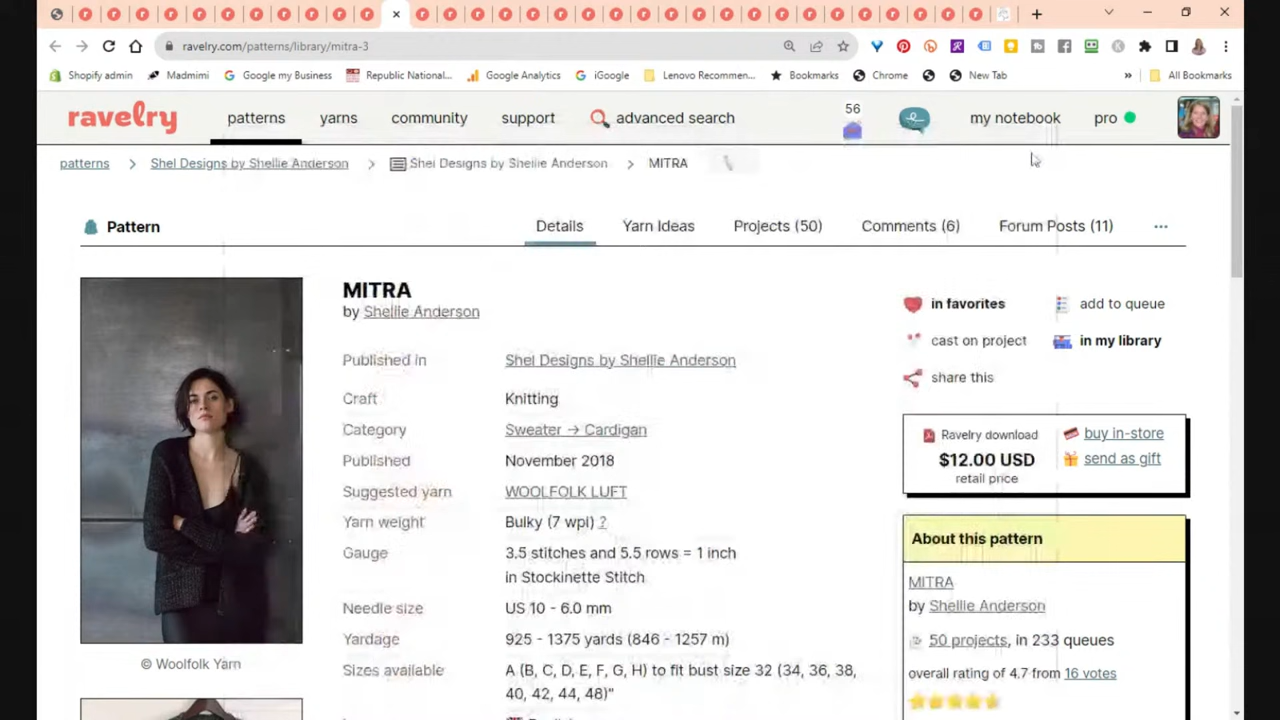 ravelry.com/patterns/library/mitra-3
Shopify admin
Madmimi
Google my Business
Republic National...
Google Analytics
iGoogle
Lenovo Recommen...
Bookmarks
Chrome
New Tab
»
All Bookmarks
ravelry
patterns
yarns
community
support
advanced search
56
my notebook
pro
patterns > Shel Designs by Shellie Anderson > Shel Designs by Shellie Anderson > MITRA
Pattern
Details
Yarn Ideas
Projects (50)
Comments (6)
Forum Posts (11)
MITRA
by Shellie Anderson
Published in Shel Designs by Shellie Anderson
Craft Knitting
Category Sweater → Cardigan
Published November 2018
Suggested yarn WOOLFOLK LUFT
Yarn weight Bulky (7 wpi) ?
Gauge 3.5 stitches and 5.5 rows = 1 inch
in Stockinette Stitch
Needle size US 10 - 6.0 mm
Yardage 925 - 1375 yards (846 - 1257 m)
Sizes available A (B, C, D, E, F, G, H) to fit bust size 32 (34, 36, 38,
40, 42, 44, 48)"
© Woolfolk Yarn
in favorites
add to queue
cast on project
in my library
share this
Ravelry download
$12.00 USD
retail price
buy in-store
send as gift
About this pattern
MITRA
by Shellie Anderson
50 projects, in 233 queues
overall rating of 4.7 from 16 votes